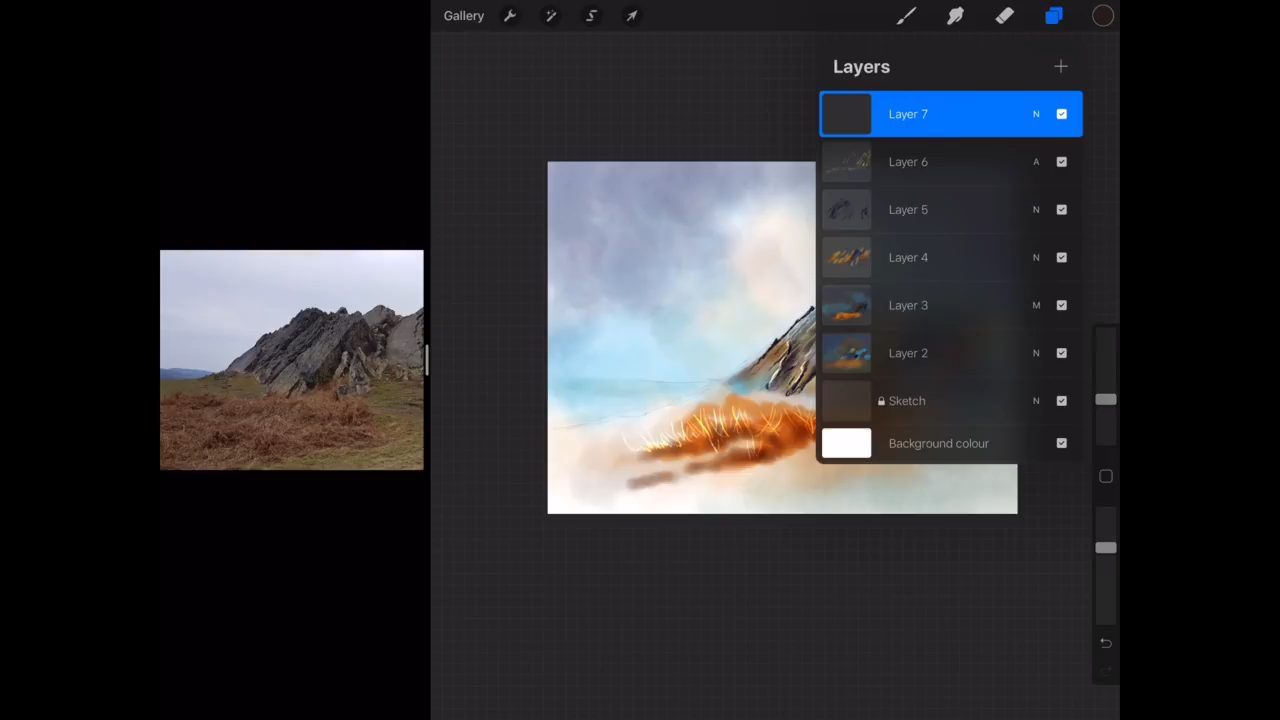 Gallery
Layers
Layer 7 N
Layer 6 A
Layer 5 N
Layer 4 N
Layer 3 M
Layer 2 N
Sketch N
Background colour